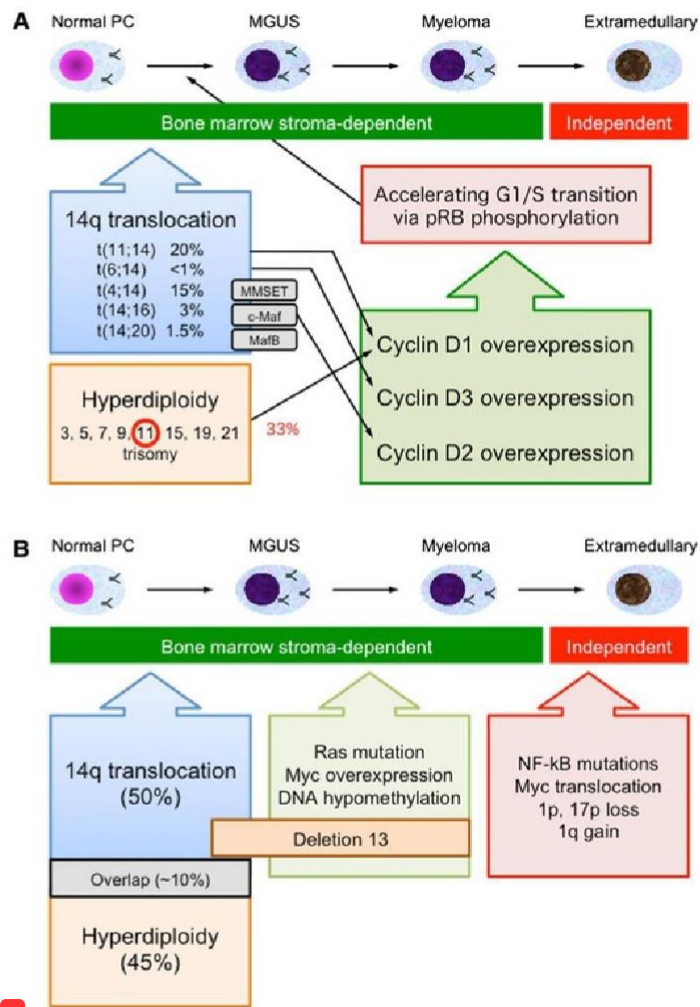 A
Normal PC
MGUS
Myeloma
Extramedullary
Bone marrow stroma-dependent
Independent
14q translocation
t(11;14) 20%
t(6;14) <1%
t(4;14) 15%
t(14;16) 3%
t(14;20) 1.5%
MMSET
c-Maf
MafB
Accelerating G1/S transition
via pRB phosphorylation
Cyclin D1 overexpression
Cyclin D3 overexpression
Cyclin D2 overexpression
Hyperdiploidy
3, 5, 7, 9, 11 15, 19, 21
trisomy
33%
B
Normal PC
MGUS
Myeloma
Extramedullary
Bone marrow stroma-dependent
Independent
14q translocation
(50%)
Ras mutation
Myc overexpression
DNA hypomethylation
Deletion 13
NF-kB mutations
Myc translocation
1p, 17p loss
1q gain
Overlap (~10%)
Hyperdiploidy
(45%)